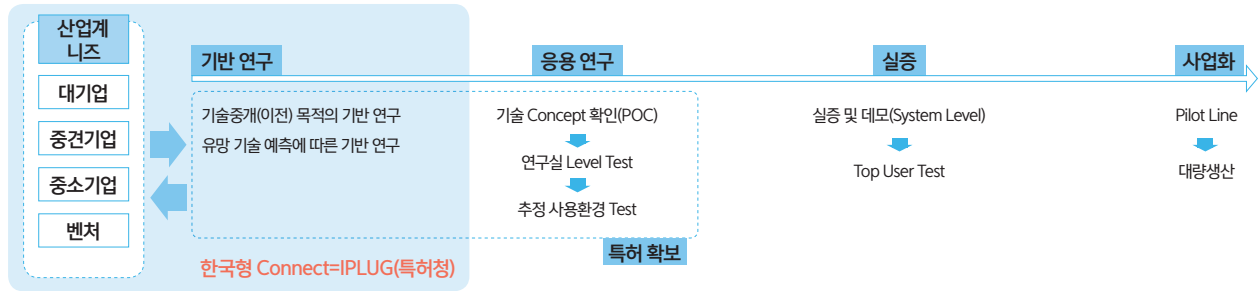 산업계
니즈
대기업
중견기업
중소기업
벤처
기반 연구
응용 연구
실증
사업화
기술중개(이전) 목적의 기반 연구
유망 기술 예측에 따른 기반 연구
기술 Concept 확인(POC)
연구실 Level Test
추정 사용환경 Test
실증 및 데모(System Level)
Top User Test
Pilot Line
대량생산
특허 확보
한국형 Connect=IPLUG(특허청)